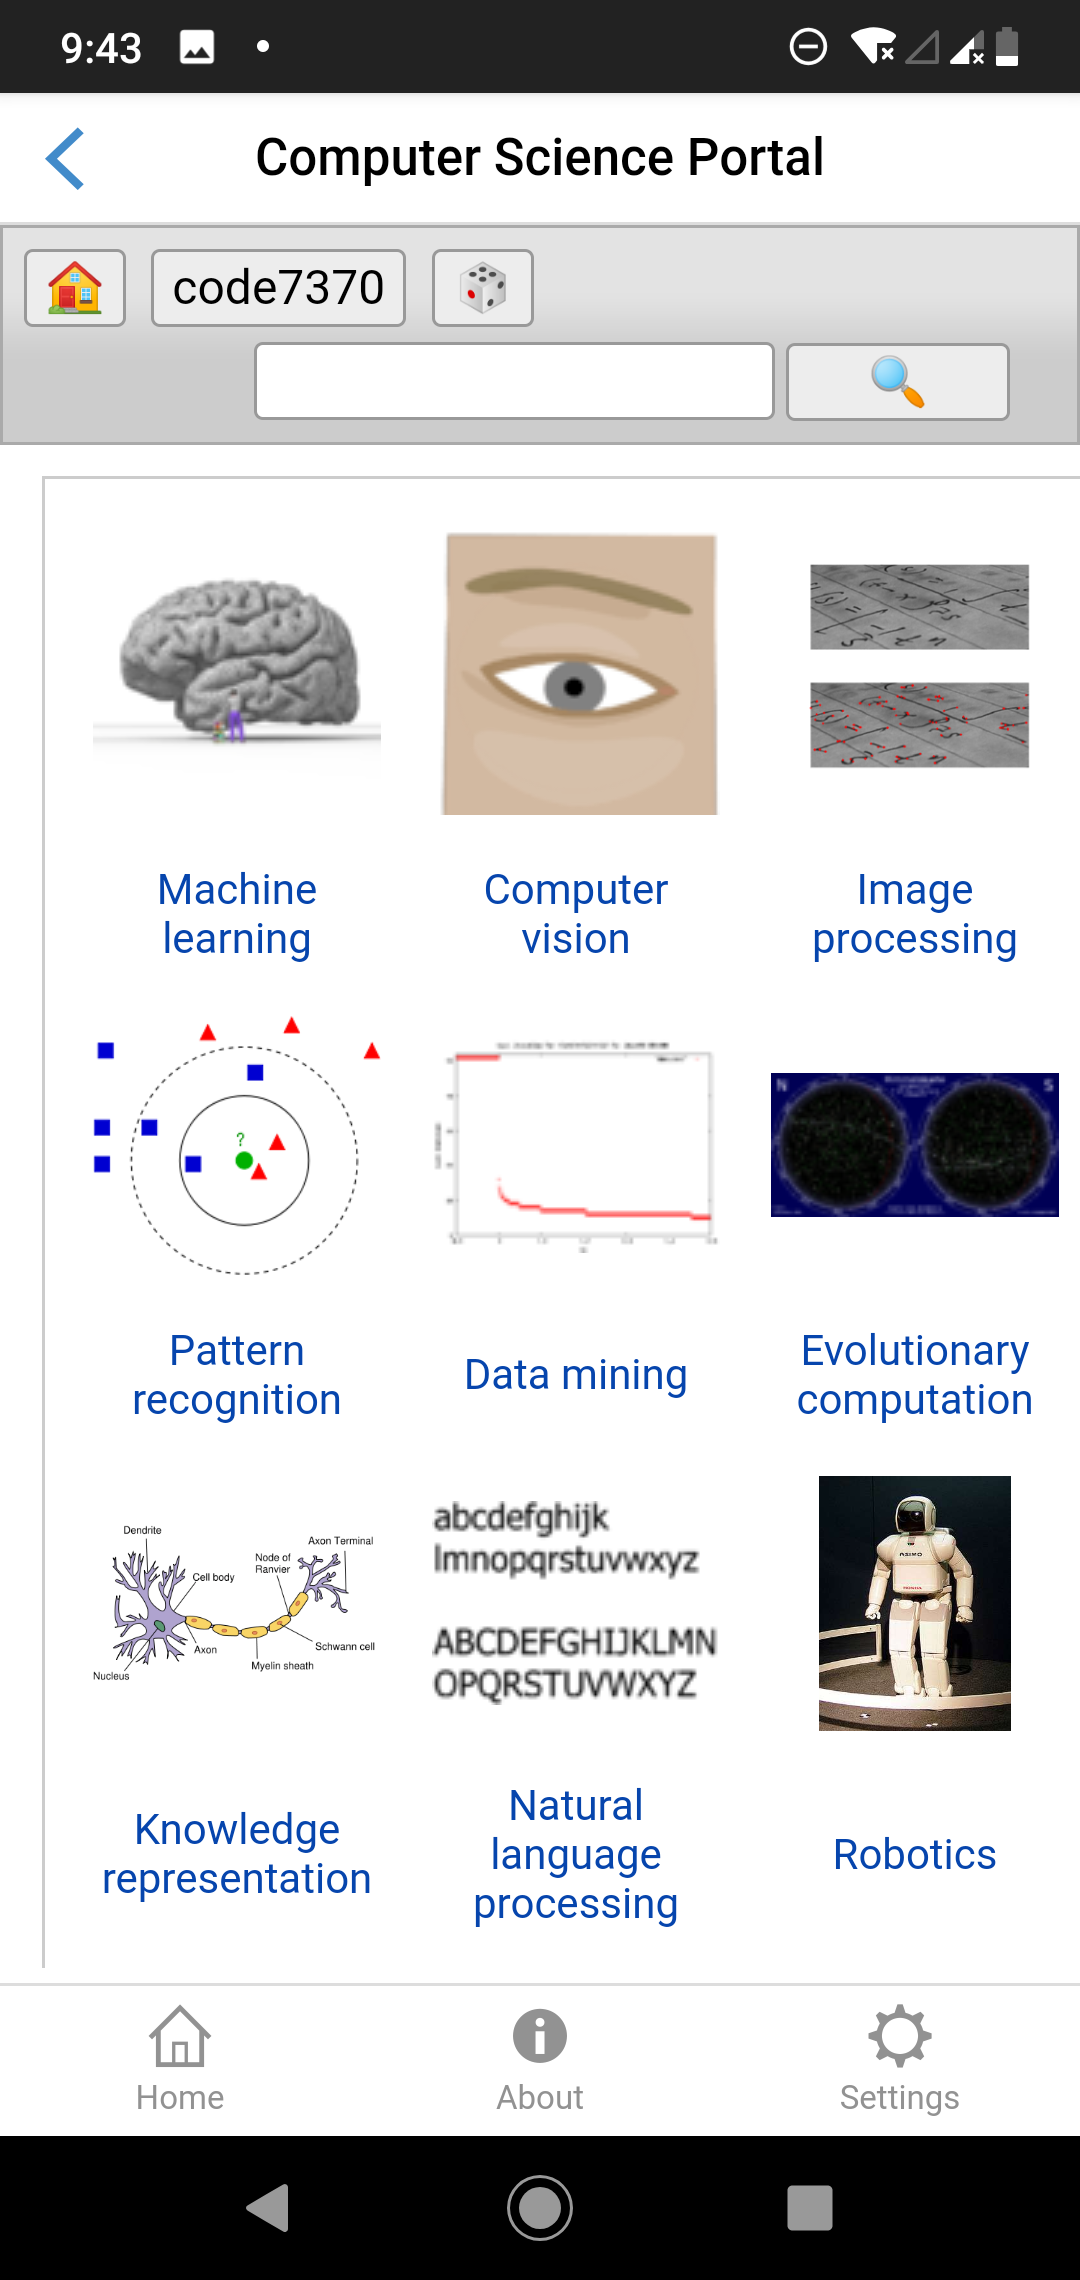 9:43
Computer Science Portal
code7370
Machine
learning
Computer
vision
Image
processing
?
N
S
Pattern
recognition
Data mining
Evolutionary
computation
Dendrite
Axon Terminal
Node of
Ranvier
Cell body
Axon
Schwann cell
Myelin sheath
Nucleus
abcdefghijk
lmnopqrstuvwxyz
ABCDEFGHIJKLMN
OPQRSTUVWXYZ
ASIMO
Knowledge
representation
Natural
language
processing
Robotics
Home
About
Settings